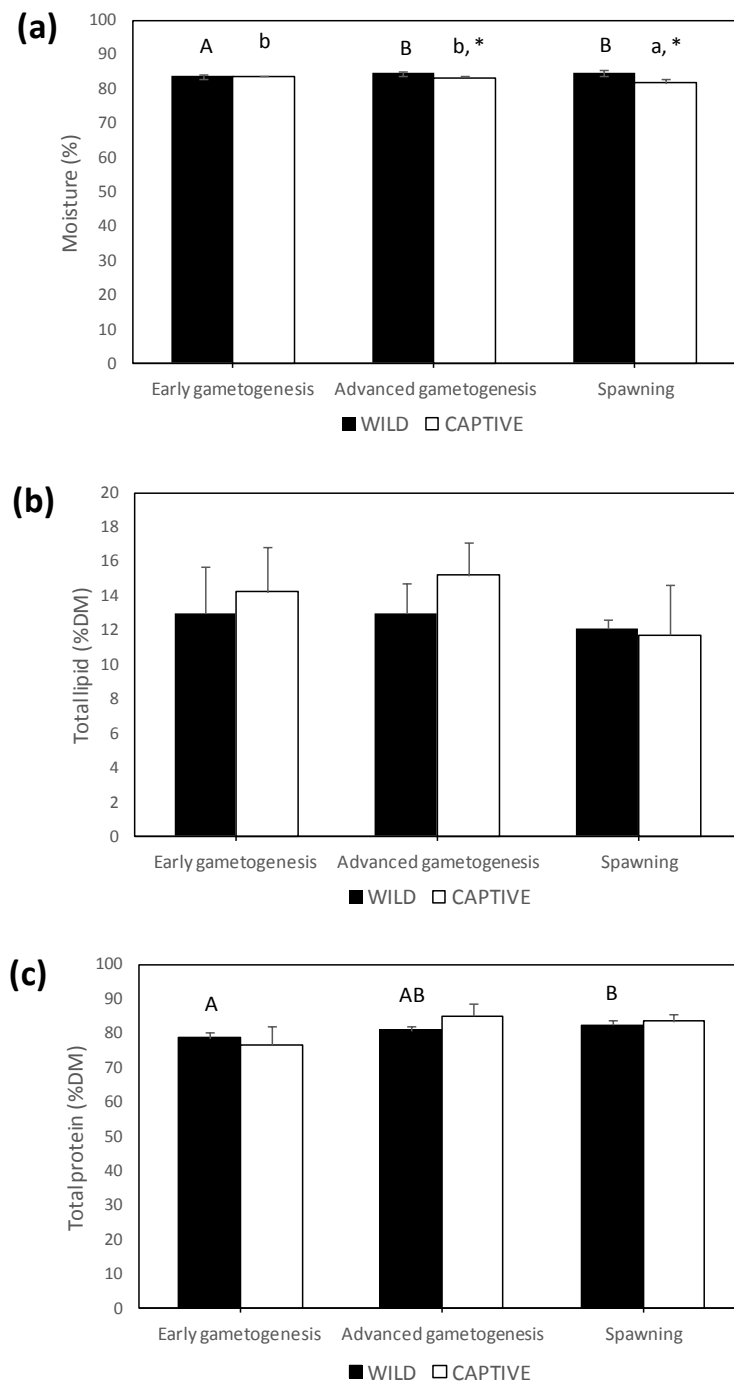 (a)
Moisture (%)
100
90
80
70
60
50
40
30
20
10
0
A b B b, * B a, *
Early gametogenesis Advanced gametogenesis Spawning
WILD CAPTIVE
(b)
Total lipid (%DM)
20
18
16
14
12
10
8
6
4
2
0
Early gametogenesis Advanced gametogenesis Spawning
WILD CAPTIVE
(c)
Total protein (%DM)
100
90
80
70
60
50
40
30
20
10
0
A AB B
Early gametogenesis Advanced gametogenesis Spawning
WILD CAPTIVE